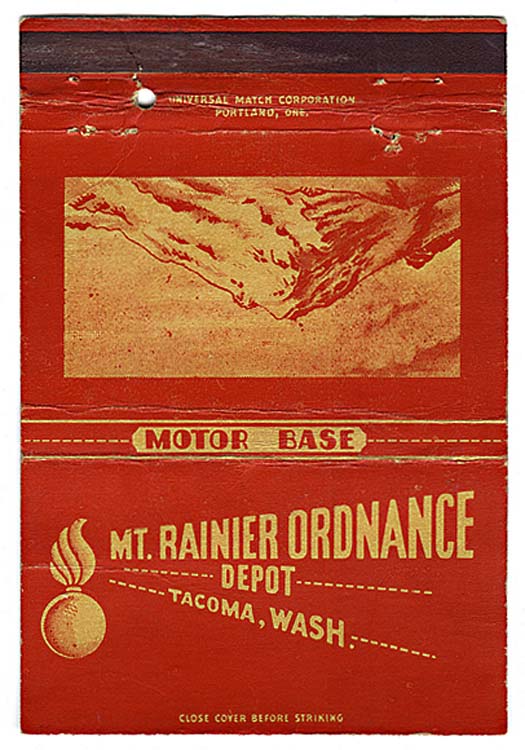 UNIVERSAL MATCH CORPORATION
PORTLAND, ORE.
MOTOR BASE
MT. RAINIER ORDNANCE
DEPOT
TACOMA, WASH.
CLOSE COVER BEFORE STRIKING